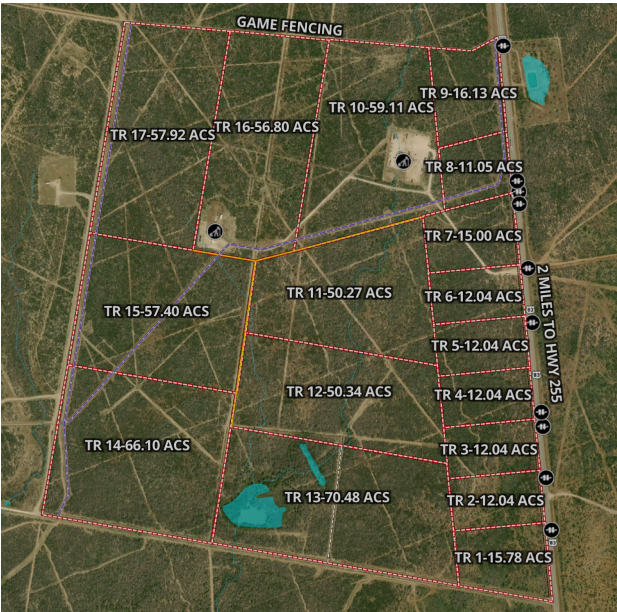 GAME FENCING
TR 9-16.13 ACS
TR 10-59.11 ACS
TR 16-56.80 ACS
TR 17-57.92 ACS
TR 8-11.05 ACS
TR 7-15.00 ACS
TR 11-50.27 ACS
TR 6-12.04 ACS
TR 15-57.40 ACS
2 MILES TO HWY 255
TR 5-12.04 ACS
TR 12-50.34 ACS
TR 4-12.04 ACS
TR 14-66.10 ACS
TR 3-12.04 ACS
TR 13-70.48 ACS
TR 2-12.04 ACS
TR 1-15.78 ACS